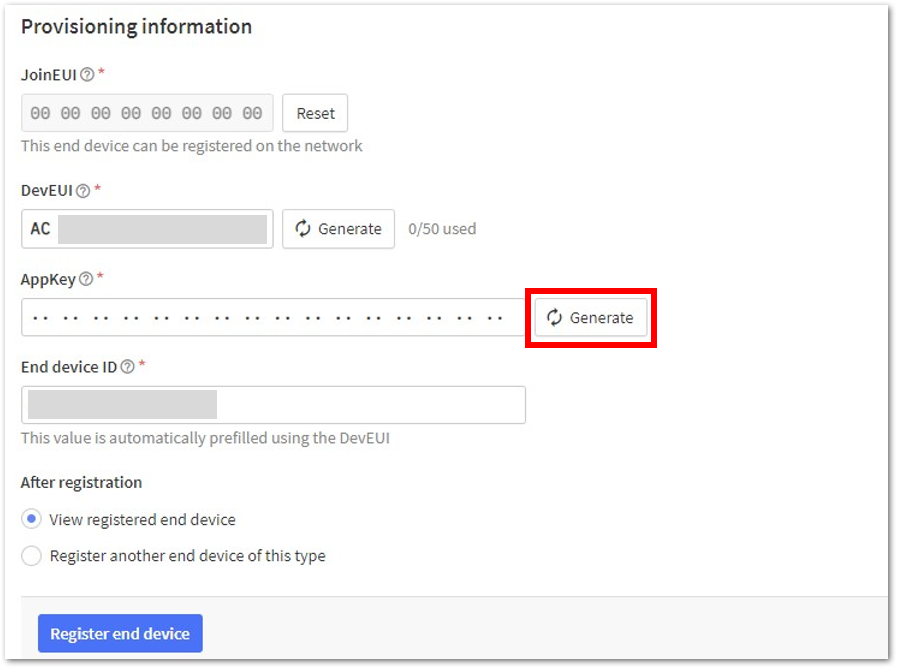 Provisioning information
JoinEUI ? *
00 00 00 00 00 00 00 00 Reset
This end device can be registered on the network
DevEUI ? *
AC Generate 0/50 used
AppKey ? *
·· ·· ·· ·· ·· ·· ·· ·· ·· ·· ·· ·· ·· ·· ·· ·· Generate
End device ID ? *
This value is automatically prefilled using the DevEUI
After registration
View registered end device
Register another end device of this type
Register end device